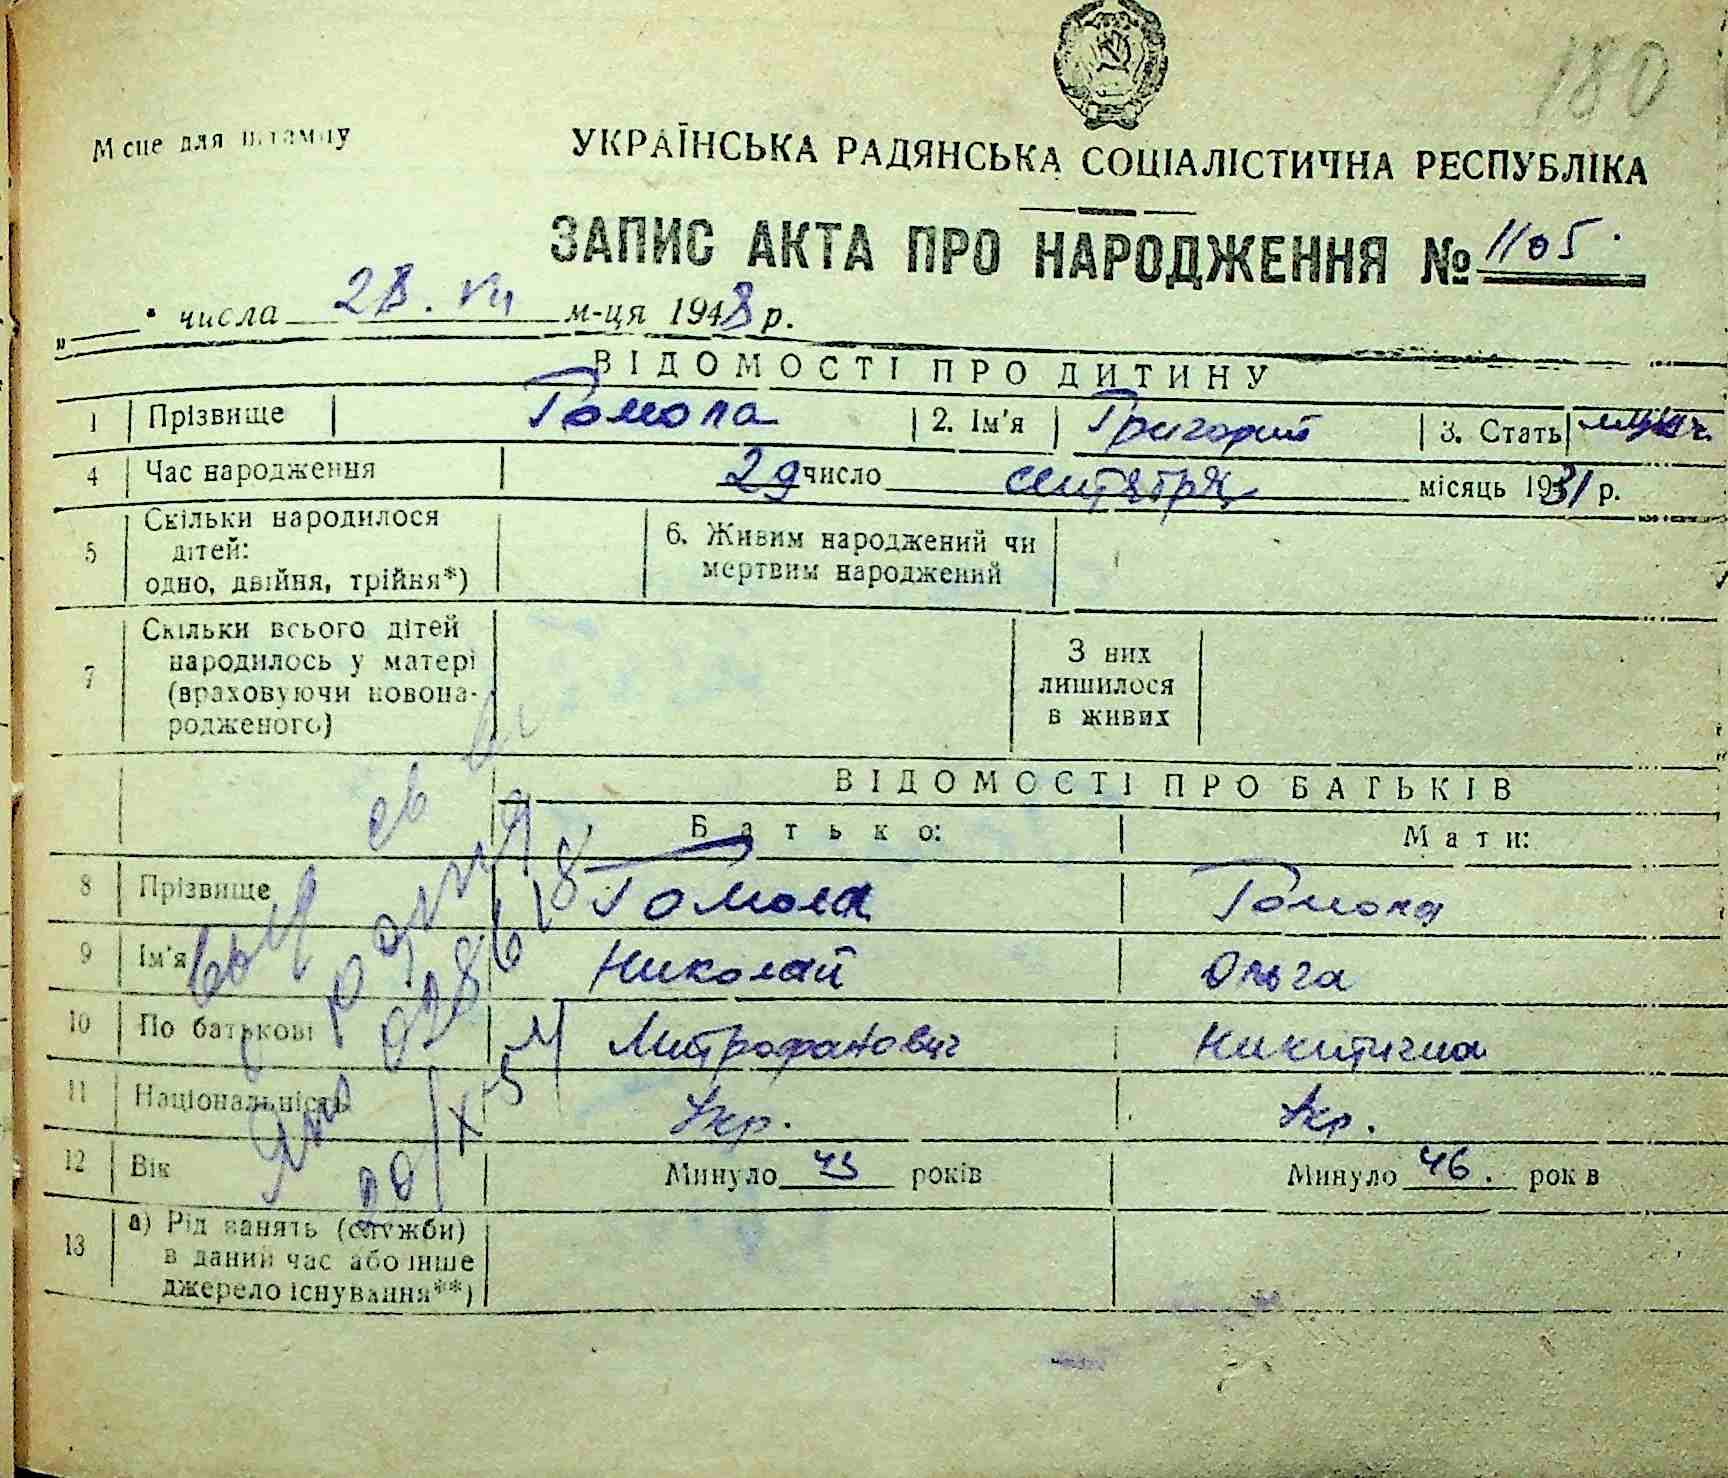 180
Місце для штампу
УКРАЇНСЬКА РАДЯНСЬКА СОЦІАЛІСТИЧНА РЕСПУБЛІКА
ЗАПИС АКТА ПРО НАРОДЖЕННЯ № 1105.
" " числа 28. VII м-ця 1948 р.
ВІДОМОСТІ ПРО ДИТИНУ
1 Прізвище Гомола 2. Ім'я Григорий 3. Стать
4 Час народження 29 число сентября місяць 1931 р.
5 Скільки народилося дітей: одно, двійня, трійня*) 6. Живим народжений чи мертвим народжений
7 Скільки всього дітей народилось у матері (враховуючи новонародженого) З них лишилося в живих
ВІДОМОСТІ ПРО БАТЬКІВ
Батько: Мати:
8 Прізвище Гомола Гомола
9 Ім'я Николай Ольга
10 По батькові Митрофанович Никитична
11 Національність Укр. Укр.
12 Вік Минуло 43 років Минуло 46. років
13 а) Рід занять (служби) в даний час або інше джерело існування**)